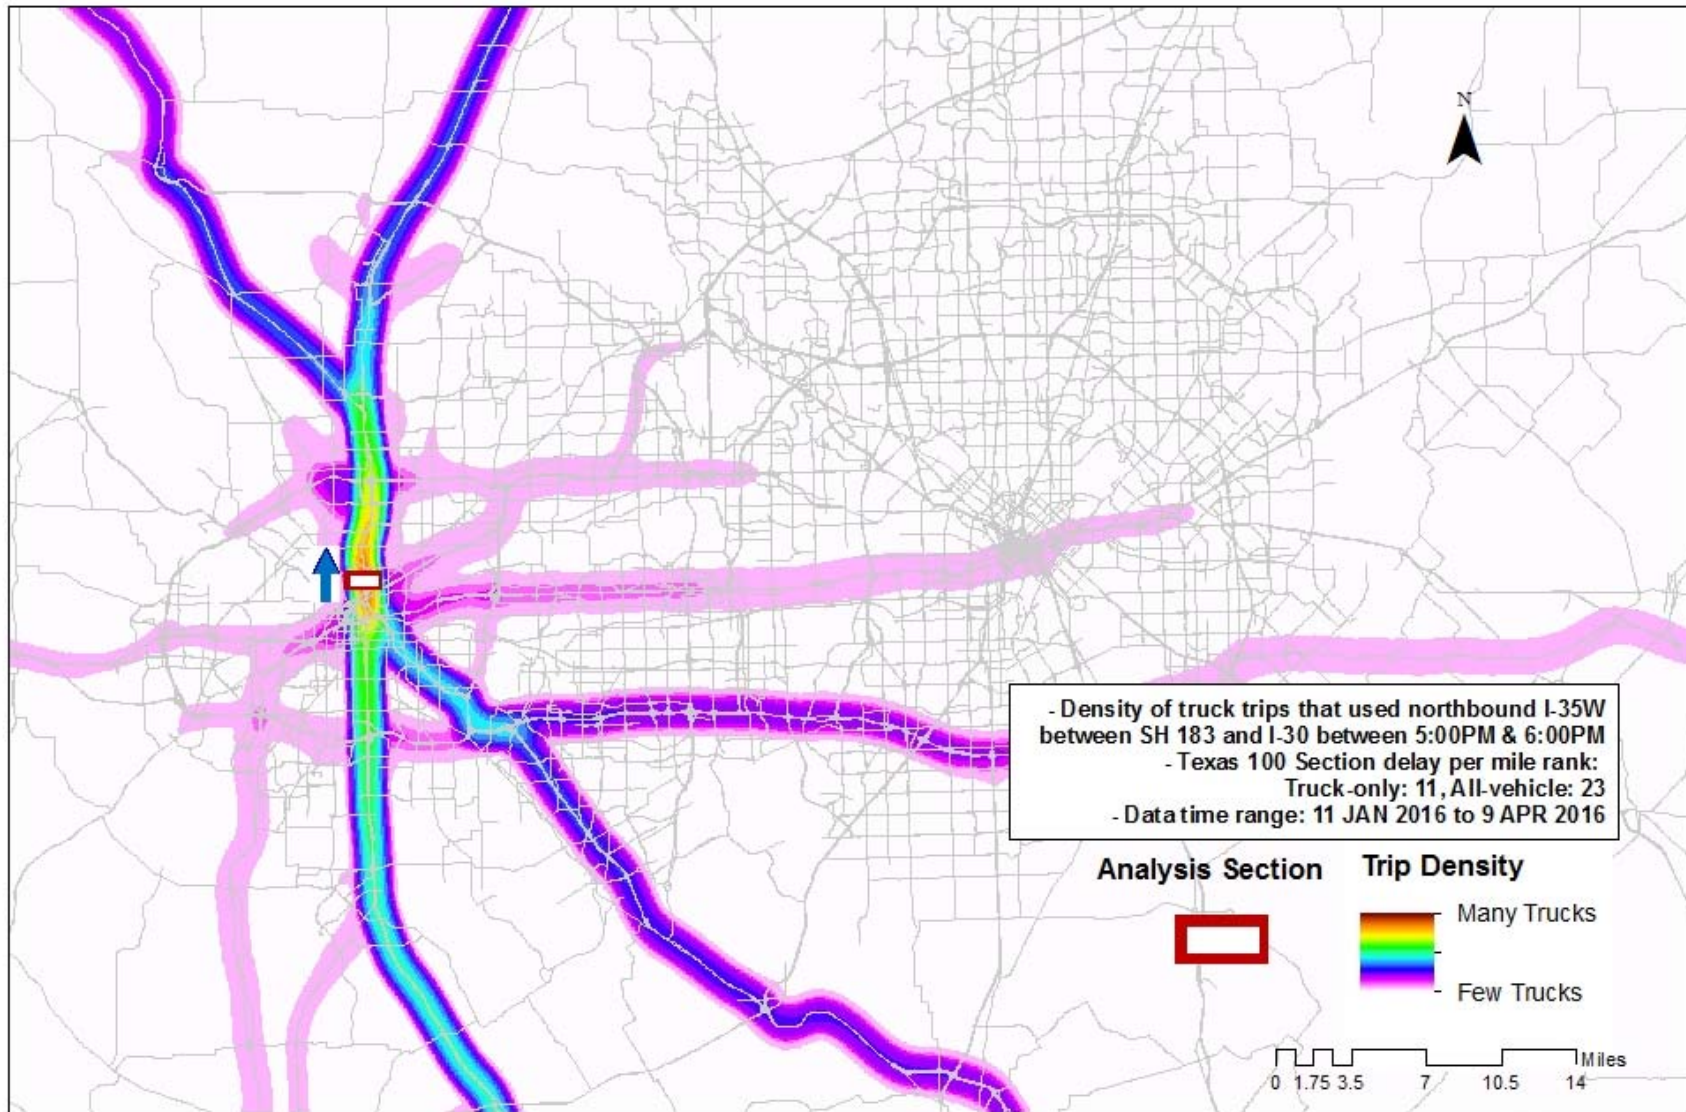 N
- Density of truck trips that used northbound I-35W
between SH 183 and I-30 between 5:00PM & 6:00PM
- Texas 100 Section delay per mile rank:
Truck-only: 11, All-vehicle: 23
- Data time range: 11 JAN 2016 to 9 APR 2016
Analysis Section
Trip Density
Many Trucks
Few Trucks
Miles
0 1.75 3.5 7 10.5 14